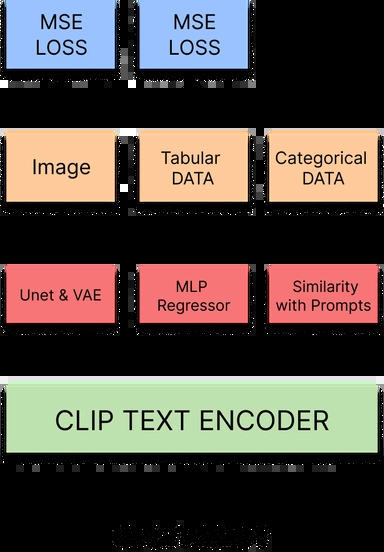 MSE
LOSS
MSE
LOSS
Image
Tabular
DATA
Categorical
DATA
Unet & VAE
MLP
Regressor
Similarity
with Prompts
CLIP TEXT ENCODER